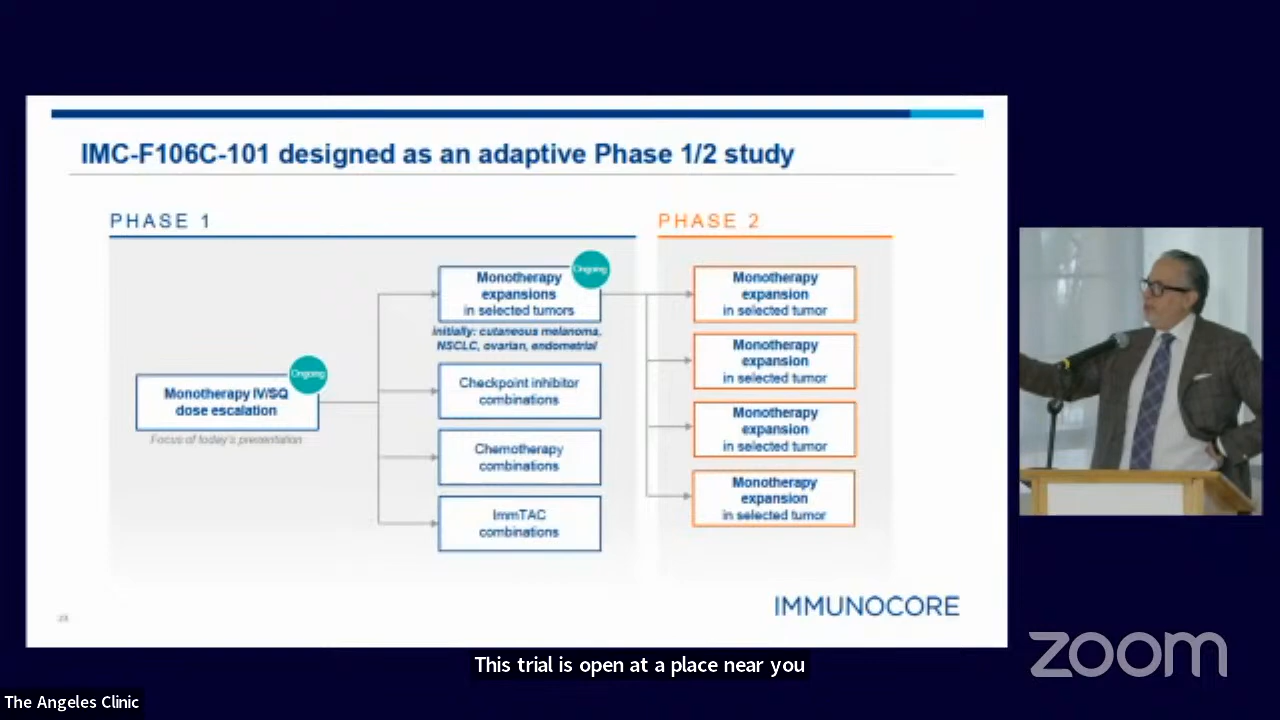 IMC-F106C-101 designed as an adaptive Phase 1/2 study
PHASE 1
PHASE 2
Ongoing
Monotherapy IV/SQ
dose escalation
Focus of today's presentation
Ongoing
Monotherapy
expansions
in selected tumors
Initially: cutaneous melanoma,
NSCLC, ovarian, endometrial
Checkpoint inhibitor
combinations
Chemotherapy
combinations
ImmTAC
combinations
Monotherapy
expansion
in selected tumor
Monotherapy
expansion
in selected tumor
Monotherapy
expansion
in selected tumor
Monotherapy
expansion
in selected tumor
IMMUNOCORE
zoom
This trial is open at a place near you
The Angeles Clinic